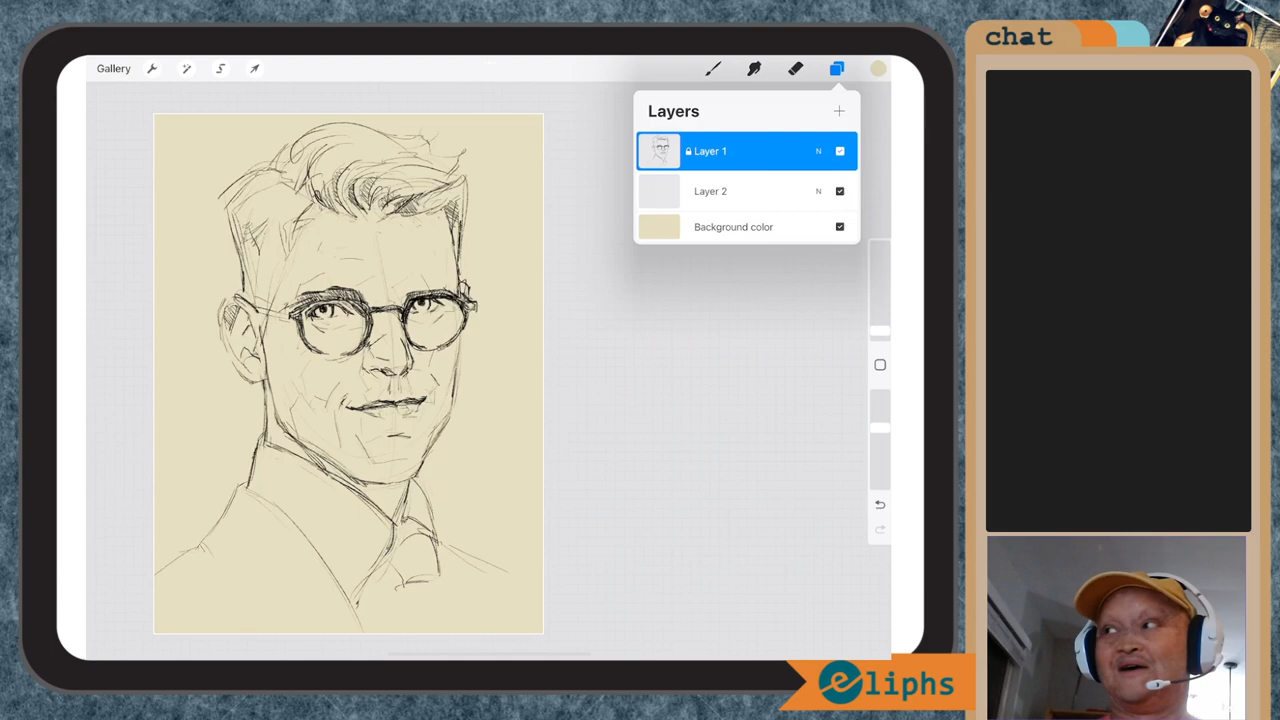 chat
Gallery
Layers
Layer 1 N
Layer 2 N
Background color
eliphs